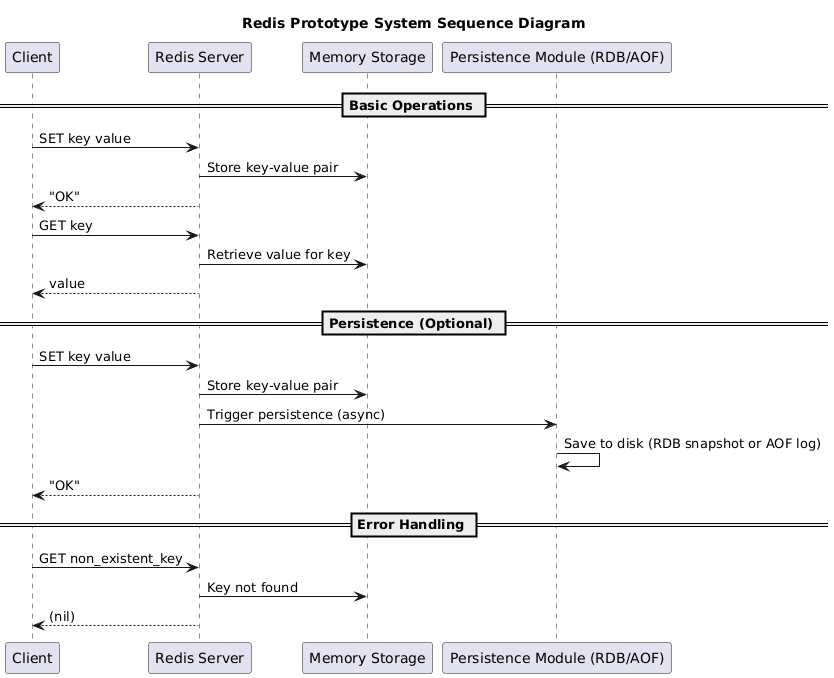 Redis Prototype System Sequence Diagram
Client Redis Server Memory Storage Persistence Module (RDB/AOF)
Basic Operations
SET key value
Store key-value pair
"OK"
GET key
Retrieve value for key
value
Persistence (Optional)
SET key value
Store key-value pair
Trigger persistence (async)
Save to disk (RDB snapshot or AOF log)
"OK"
Error Handling
GET non_existent_key
Key not found
(nil)
Client Redis Server Memory Storage Persistence Module (RDB/AOF)